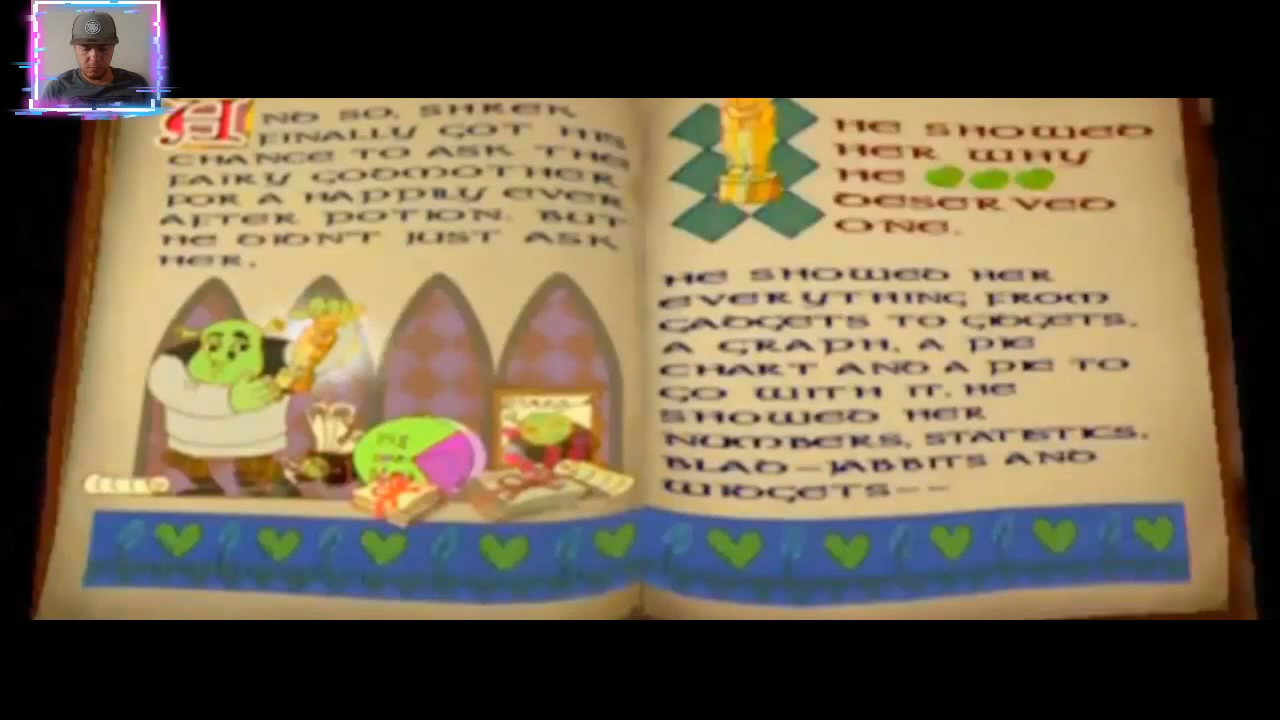 AND SO, SHREK
FINALLY GOT HIS
CHANCE TO ASK THE
FAIRY GODMOTHER
FOR A HAPPILY EVER
AFTER POTION. BUT
HE DIDN'T JUST ASK
HER.
HE SHOWED
HER WHY
HE
DESERVED
ONE.
HE SHOWED HER
EVERYTHING FROM
GADGETS TO GIDGETS.
A GRAPH, A PIE
CHART AND A PIE TO
GO WITH IT. HE
SHOWED HER
NUMBERS, STATISTICS,
BLAD-JABBITS AND
WIDGETS--
PIE